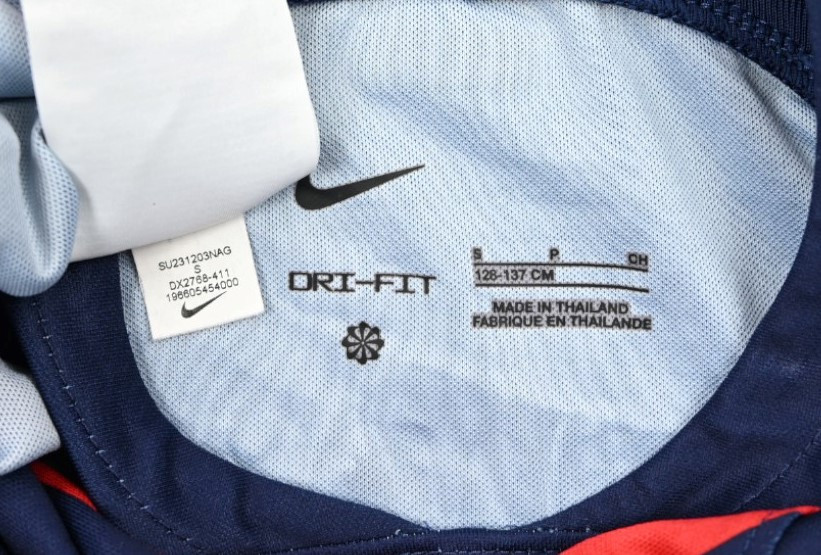 SU231203NAG
S
DX2768-411
196605454000
DRI-FIT
S P CH
128-137 CM
MADE IN THAILAND
FABRIQUE EN THAILANDE